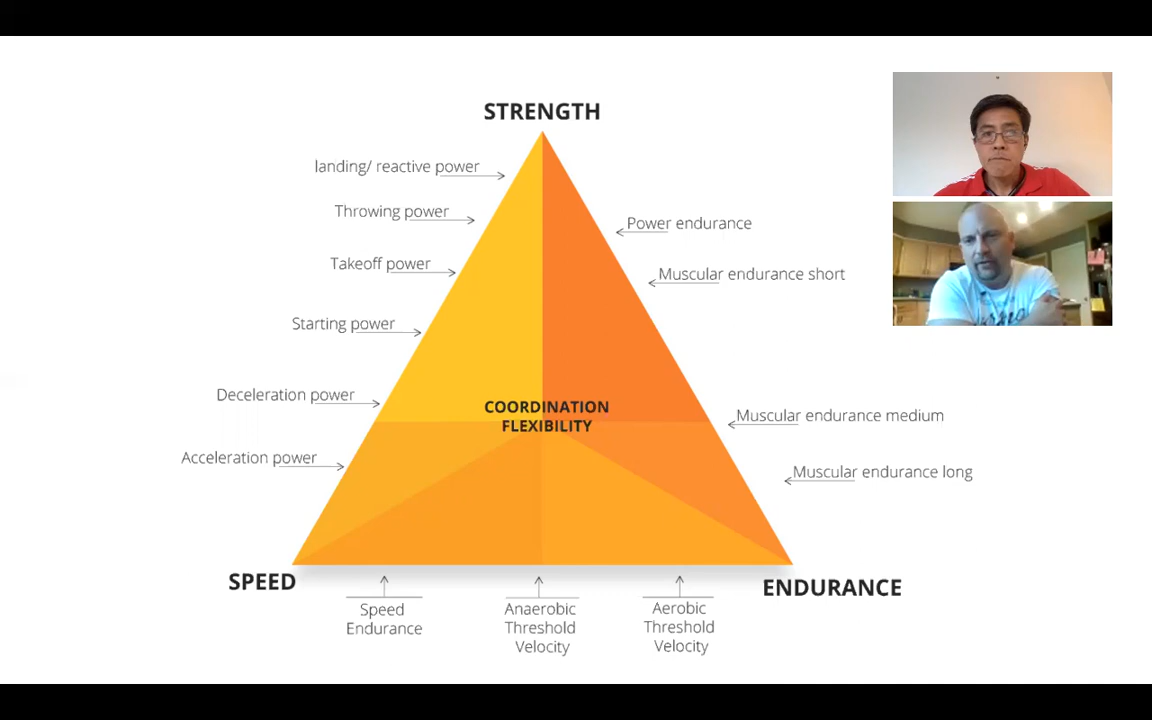 STRENGTH
landing/ reactive power
Throwing power
Takeoff power
Starting power
Deceleration power
Acceleration power
Power endurance
Muscular endurance short
Muscular endurance medium
Muscular endurance long
COORDINATION
FLEXIBILITY
SPEED
ENDURANCE
Speed
Endurance
Anaerobic
Threshold
Velocity
Aerobic
Threshold
Velocity